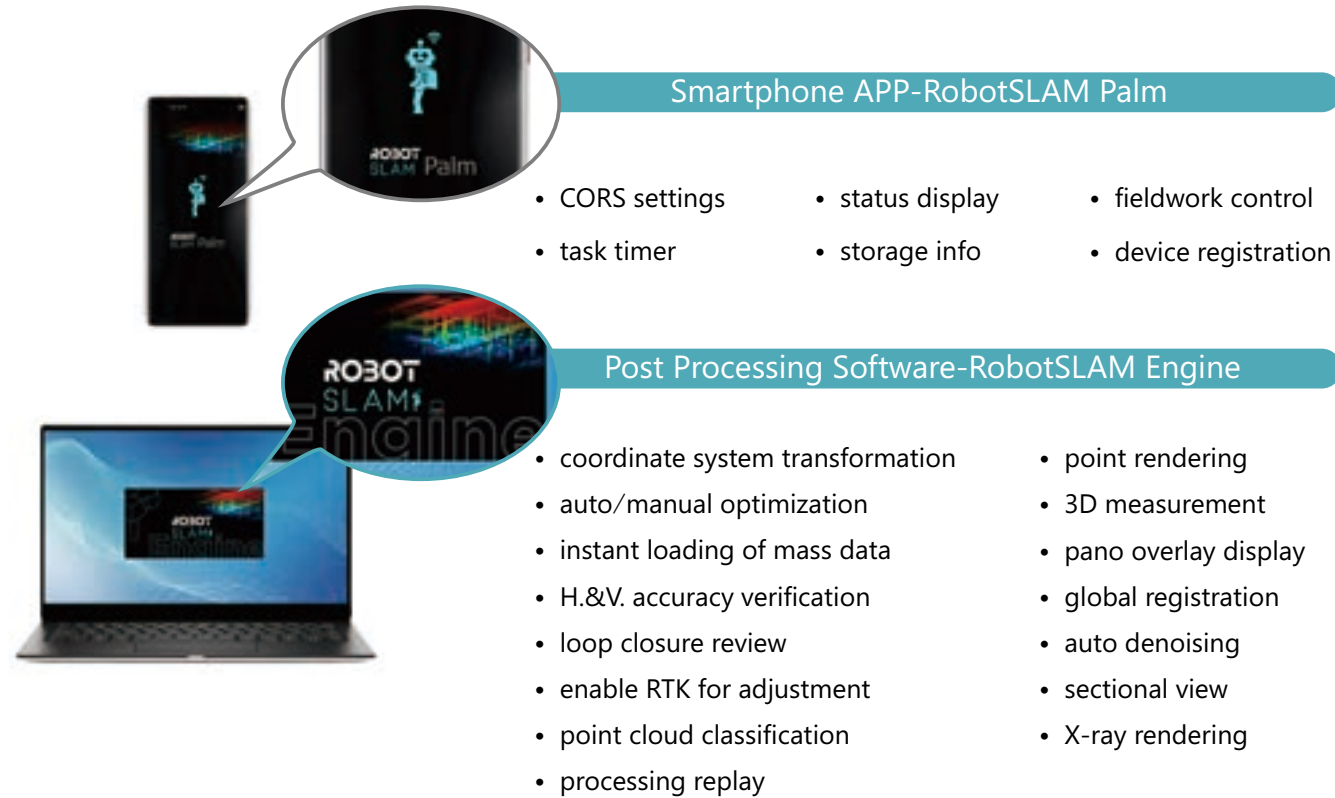 ROBOT
SLAM Palm
Smartphone APP-RobotSLAM Palm
• CORS settings
• status display
• fieldwork control
• task timer
• storage info
• device registration
ROBOT
SLAM
Engine
Post Processing Software-RobotSLAM Engine
ROBOT
SLAM
Engine
• coordinate system transformation
• auto/manual optimization
• instant loading of mass data
• H.&V. accuracy verification
• loop closure review
• enable RTK for adjustment
• point cloud classification
• processing replay
• point rendering
• 3D measurement
• pano overlay display
• global registration
• auto denoising
• sectional view
• X-ray rendering